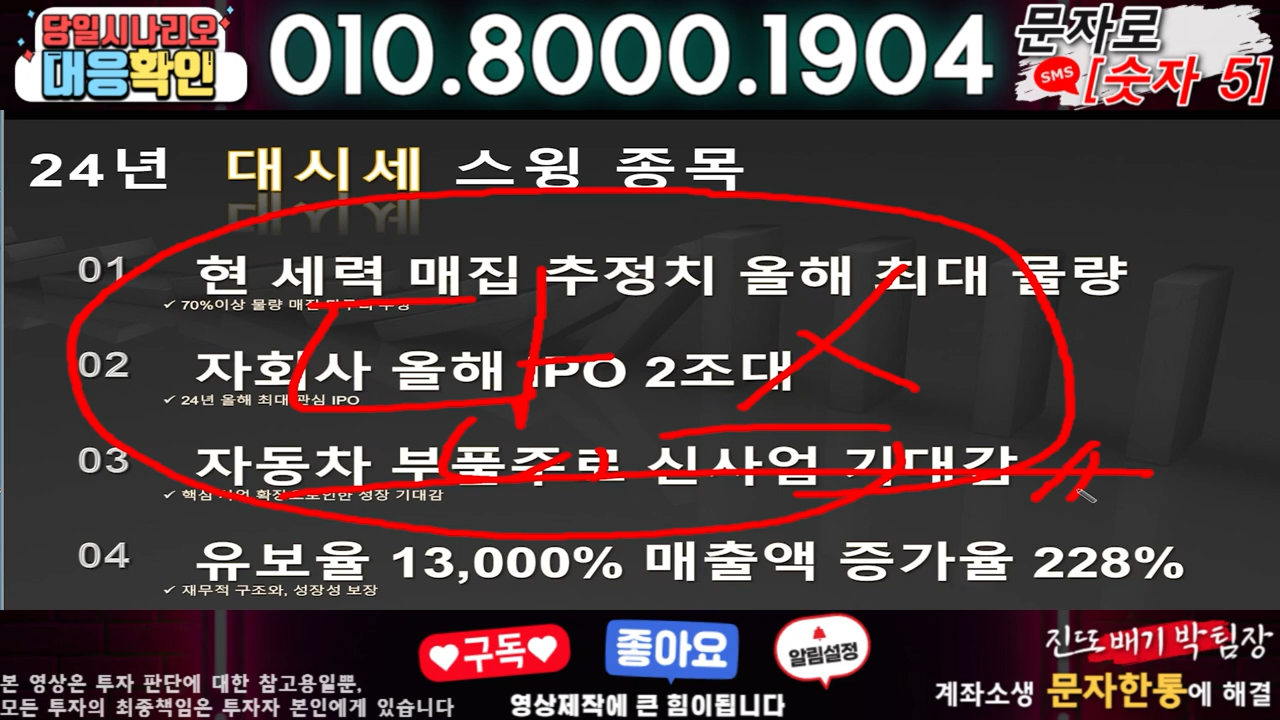 당일시나리오
대응확인
010.8000.1904
문자로
SMS [숫자 5]
24년 대시세 스윙 종목
01 현 세력 매집 추정치 올해 최대 물량
✓ 70%이상 물량 매집
02 자회사 올해 IPO 2조대
✓ 24년 올해 최대 관심 IPO
03 자동차 부품주로 신사업 기대감
✓ 핵심 사업 확장으로인한 성장 기대감
04 유보율 13,000% 매출액 증가율 228%
✓ 재무적 구조와, 성장성 보장
구독
좋아요
알림설정
진또배기 박팀장
본 영상은 투자 판단에 대한 참고용일뿐,
모든 투자의 최종책임은 투자자 본인에게 있습니다
영상제작에 큰 힘이됩니다
계좌소생 문자한통에 해결